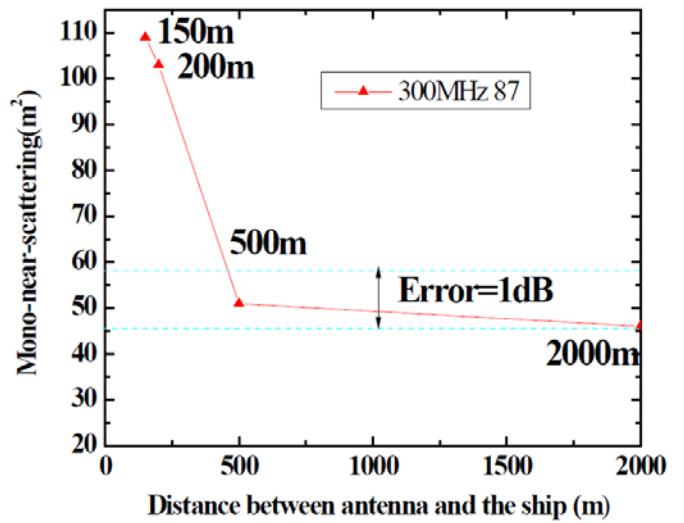 110
100
90
80
70
60
50
40
30
20
Mono-near-scattering(m²)
150m
200m
300MHz 87
500m
Error=1dB
2000m
0
500
1000
1500
2000
Distance between antenna and the ship (m)